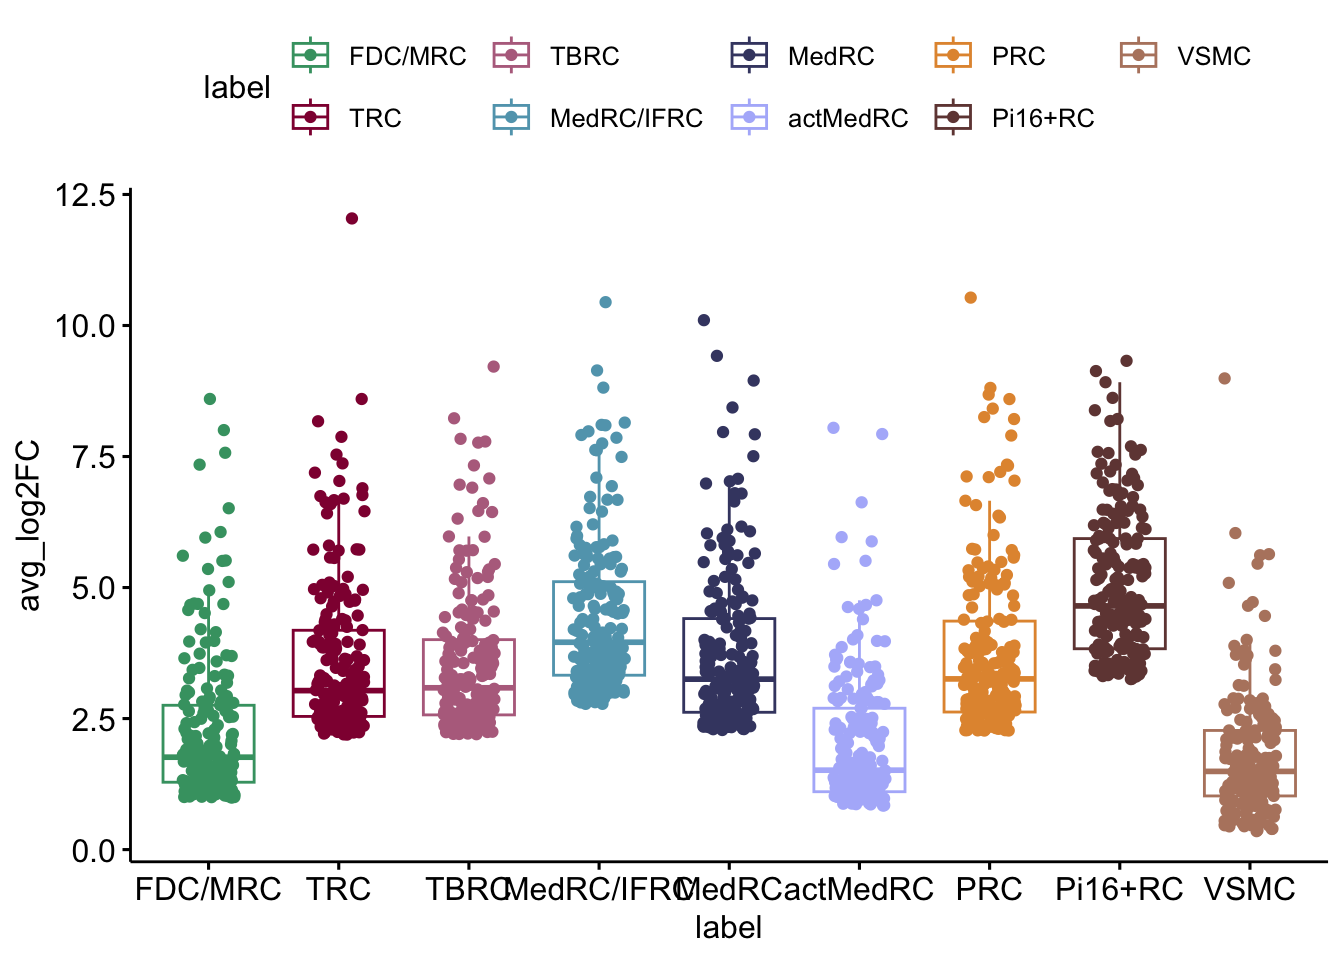 label
FDC/MRC TBRC MedRC PRC VSMC
TRC MedRC/IFRC actMedRC Pi16+RC
12.5
10.0
7.5
5.0
2.5
0.0
avg_log2FC
FDC/MRC TRC TBRC MedRC/IFRC MedRC actMedRC PRC Pi16+RC VSMC
label